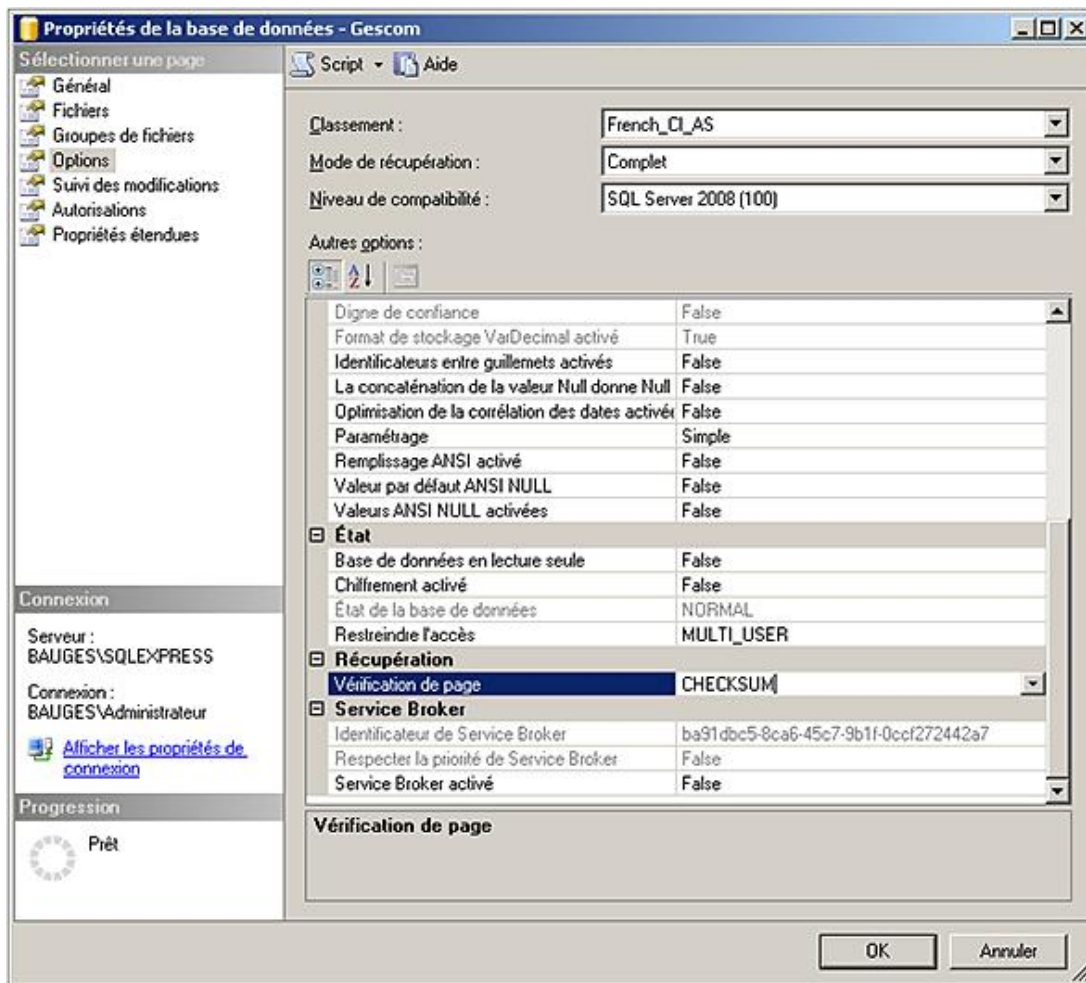 Propriétés de la base de données - Gescom
Sélectionner une page
Général
Fichiers
Groupes de fichiers
Options
Suivi des modifications
Autorisations
Propriétés étendues
Connexion
Serveur :
BAUGES\SQLEXPRESS
Connexion :
BAUGES\Administrateur
Afficher les propriétés de
connexion
Progression
Prêt
Script Aide
Classement : French_CI_AS
Mode de récupération : Complet
Niveau de compatibilité : SQL Server 2008 (100)
Autres options :
Digne de confiance False
Format de stockage VarDecimal activé True
Identificateurs entre guillemets activés False
La concaténation de la valeur Null donne Null False
Optimisation de la corrélation des dates activée False
Paramétrage Simple
Remplissage ANSI activé False
Valeur par défaut ANSI NULL False
Valeurs ANSI NULL activées False
État
Base de données en lecture seule False
Chiffrement activé False
État de la base de données NORMAL
Restreindre l'accès MULTI_USER
Récupération
Vérification de page CHECKSUM
Service Broker
Identificateur de Service Broker ba91dbc5-8ca6-45c7-9b1f-0ccf272442a7
Respecter la priorité de Service Broker False
Service Broker activé False
Vérification de page
OK Annuler